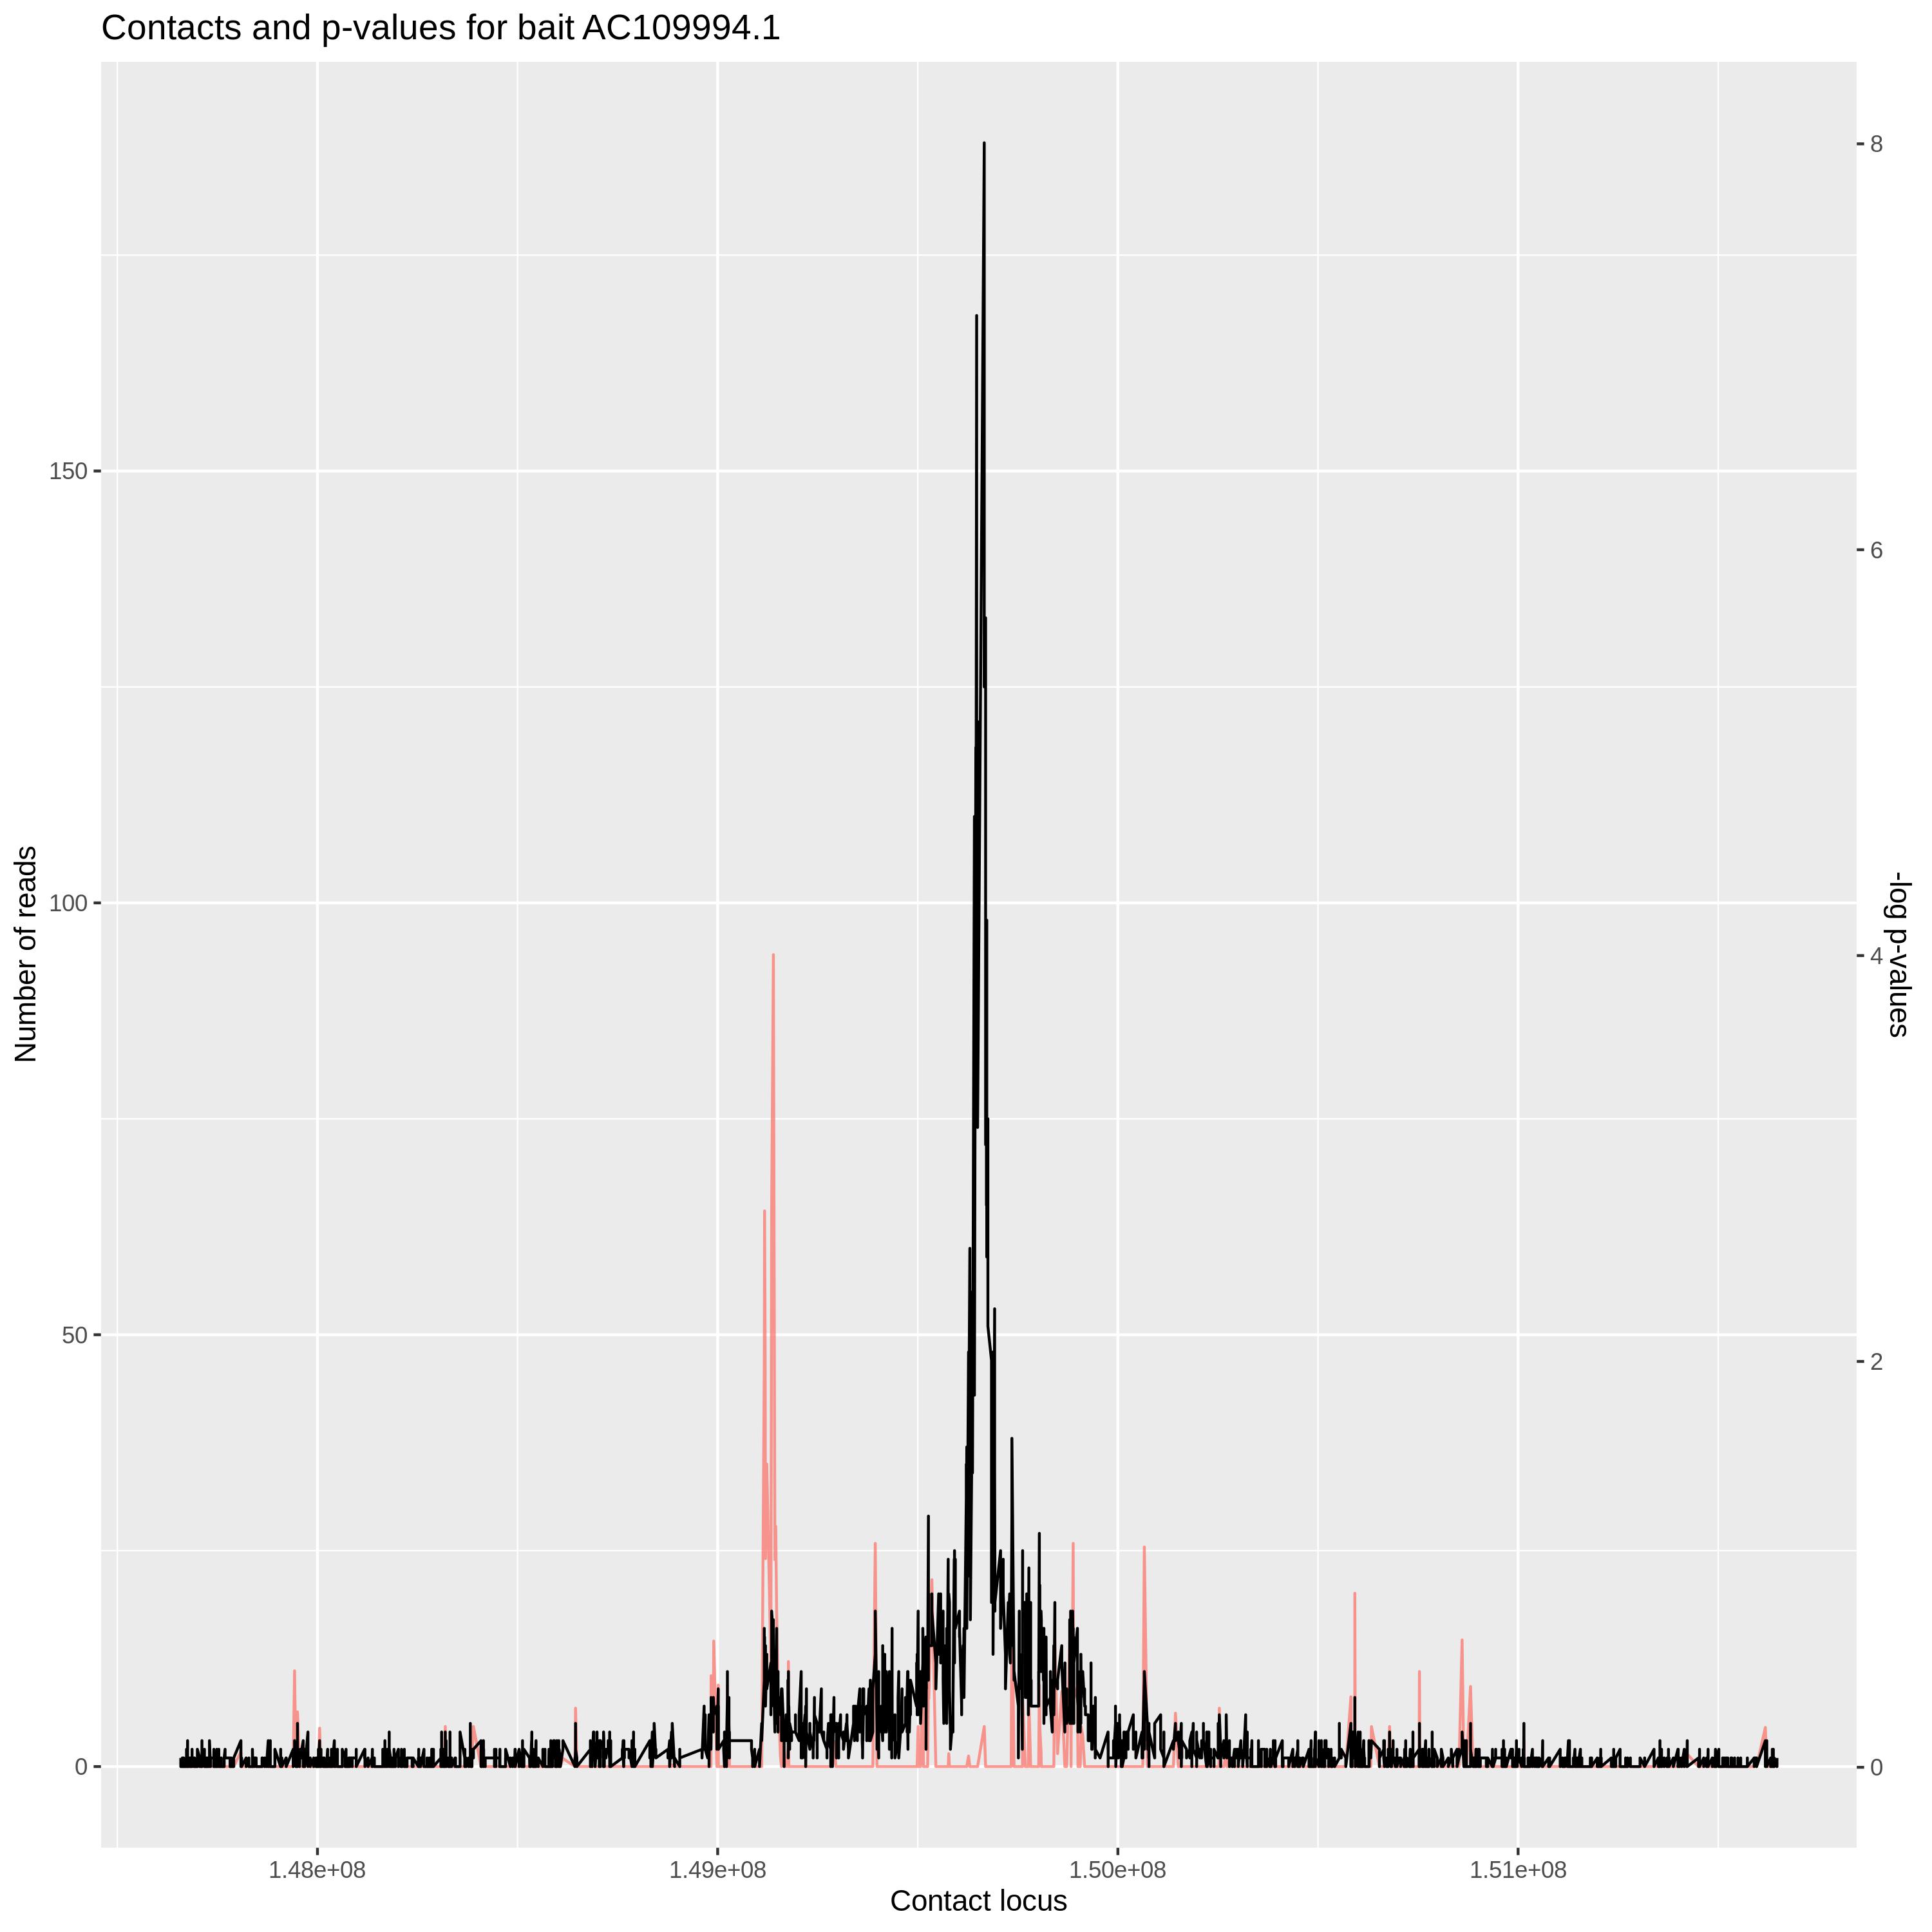 Contacts and p-values for bait AC109994.1
Number of reads
150
100
50
0
8
6
4
2
0
-log p-values
1.48e+08 1.49e+08 1.50e+08 1.51e+08
Contact locus